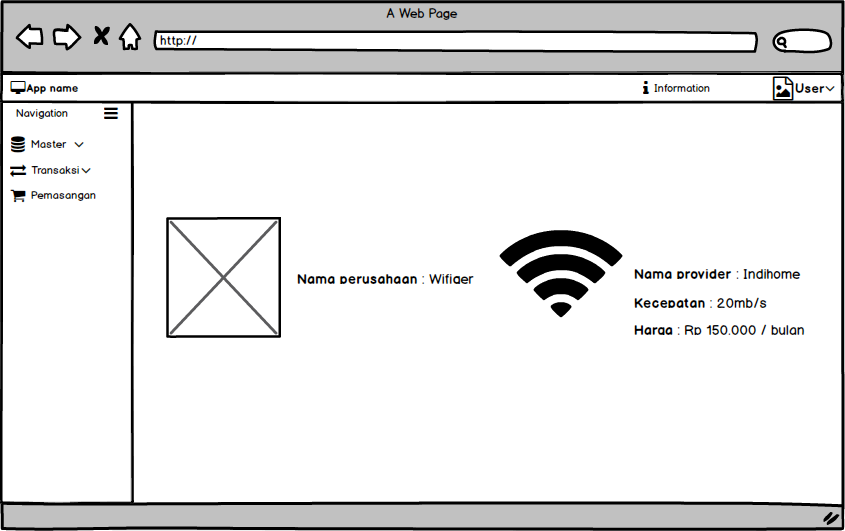 A Web Page
http://
App name
Information
User
Navigation
Master
Transaksi
Pemasangan
Nama perusahaan : Wifiger
Nama provider : Indihome
Kecepatan : 20mb/s
Harga : Rp 150.000 / bulan